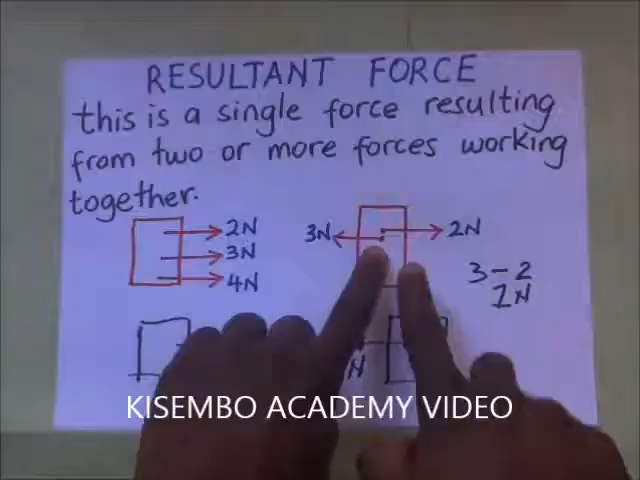 RESULTANT FORCE
this is a single force resulting
from two or more forces working
together.
2N
3N
4N
3N
2N
3-2
1N
N
KISEMBO ACADEMY VIDEO